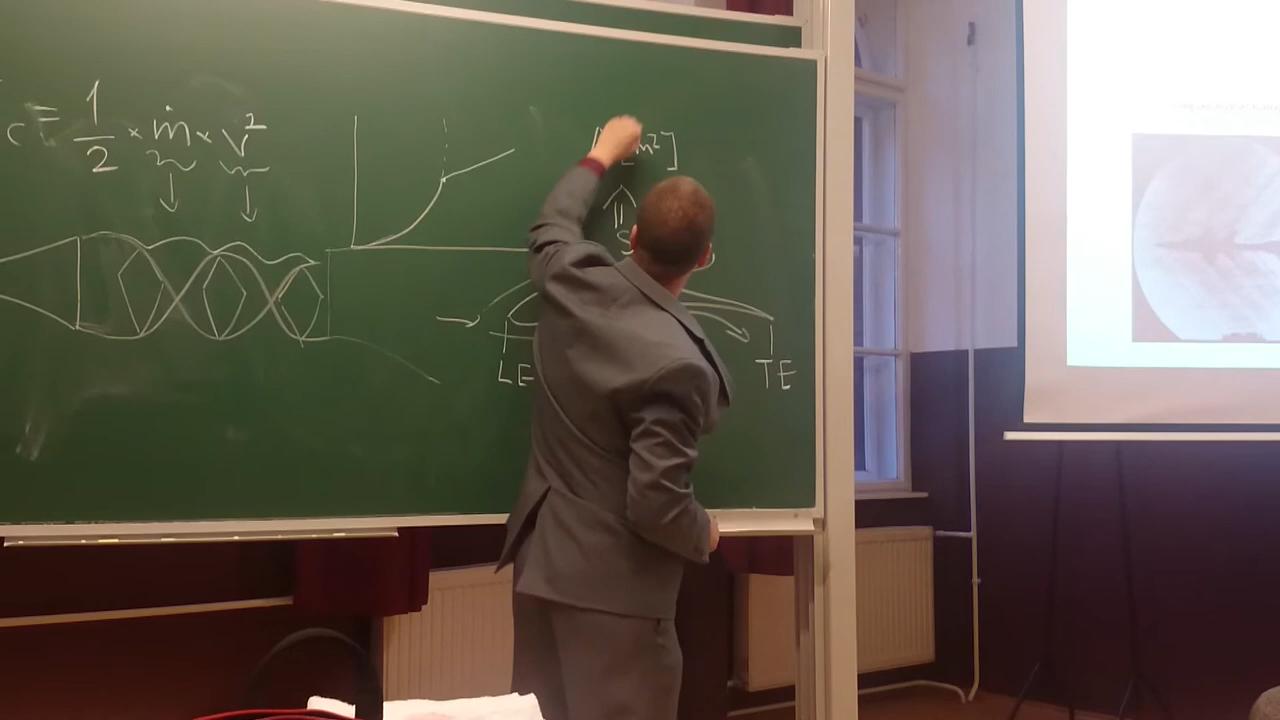 = 1/2 × ṁ × v²
m²]
S
LE
TE